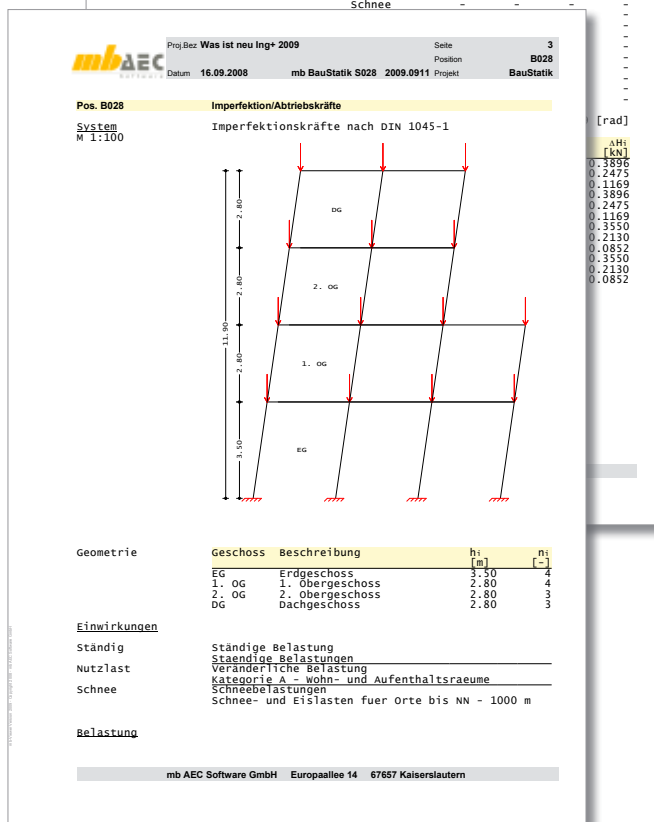 Schnee - - - -
mbAEC
Software
Proj.Bez Was ist neu Ing+ 2009 Seite 3
Position B028
Datum 16.09.2008 mb BauStatik S028 2009.0911 Projekt BauStatik
Pos. B028 Imperfektion/Abtriebskräfte
System Imperfektionskräfte nach DIN 1045-1
M 1:100
DG
2. OG
1. OG
EG
2.80
2.80
2.80
3.50
11.90
Geometrie Geschoss Beschreibung hi ni
[m] [-]
EG Erdgeschoss 3.50 4
1. OG 1. Obergeschoss 2.80 4
2. OG 2. Obergeschoss 2.80 3
DG Dachgeschoss 2.80 3
Einwirkungen
Ständig Ständige Belastung
Staendige Belastungen
Nutzlast Veränderliche Belastung
Kategorie A - Wohn- und Aufenthaltsraeume
Schnee Schneebelastungen
Schnee- und Eislasten fuer Orte bis NN - 1000 m
Belastung
mb AEC Software GmbH Europaallee 14 67657 Kaiserslautern
[rad]
ΔHi
[kN]
0.3896
0.2475
0.1169
0.3896
0.2475
0.1169
0.3550
0.2130
0.0852
0.3550
0.2130
0.0852